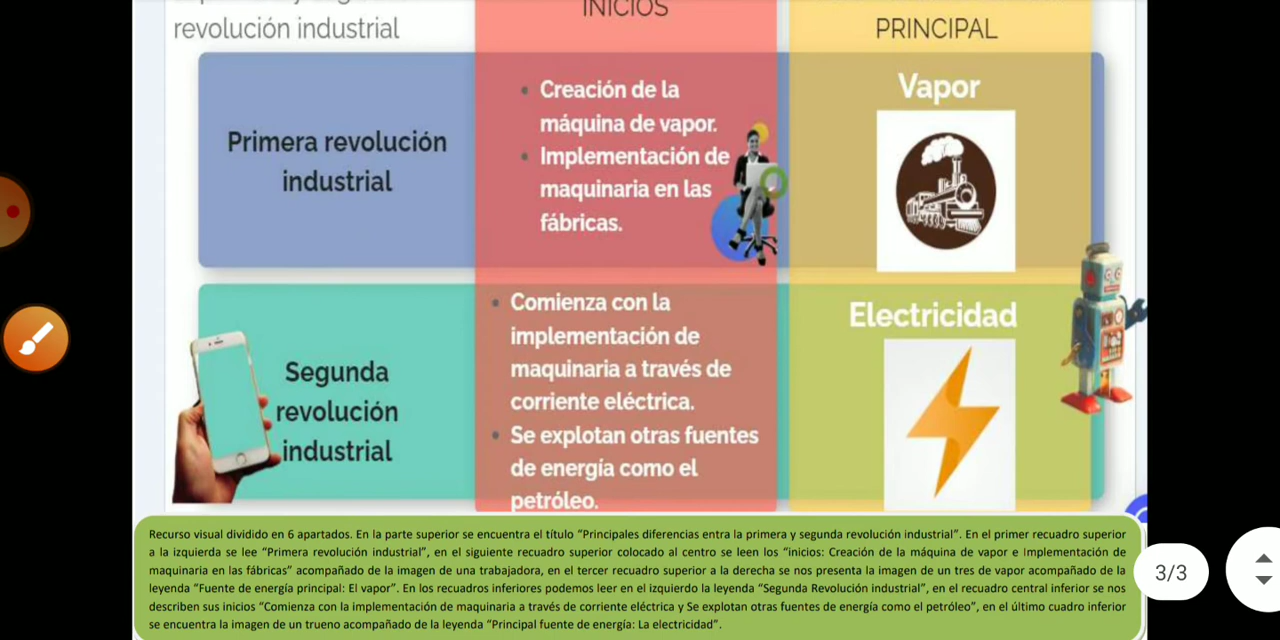 revolución industrial
INICIOS
PRINCIPAL
Primera revolución
industrial
Creación de la
máquina de vapor.
Implementación de
maquinaria en las
fábricas.
Vapor
Segunda
revolución
industrial
Comienza con la
implementación de
maquinaria a través de
corriente eléctrica.
Se explotan otras fuentes
de energía como el
petróleo.
Electricidad
Recurso visual dividido en 6 apartados. En la parte superior se encuentra el título “Principales diferencias entra la primera y segunda revolución industrial”. En el primer recuadro superior
a la izquierda se lee “Primera revolución industrial”, en el siguiente recuadro superior colocado al centro se leen los “inicios: Creación de la máquina de vapor e Implementación de
maquinaria en las fábricas” acompañado de la imagen de una trabajadora, en el tercer recuadro superior a la derecha se nos presenta la imagen de un tres de vapor acompañado de la
leyenda “Fuente de energía principal: El vapor”. En los recuadros inferiores podemos leer en el izquierdo la leyenda “Segunda Revolución industrial”, en el recuadro central inferior se nos
describen sus inicios “Comienza con la implementación de maquinaria a través de corriente eléctrica y Se explotan otras fuentes de energía como el petróleo”, en el último cuadro inferior
se encuentra la imagen de un trueno acompañado de la leyenda “Principal fuente de energía: La electricidad”.
3/3